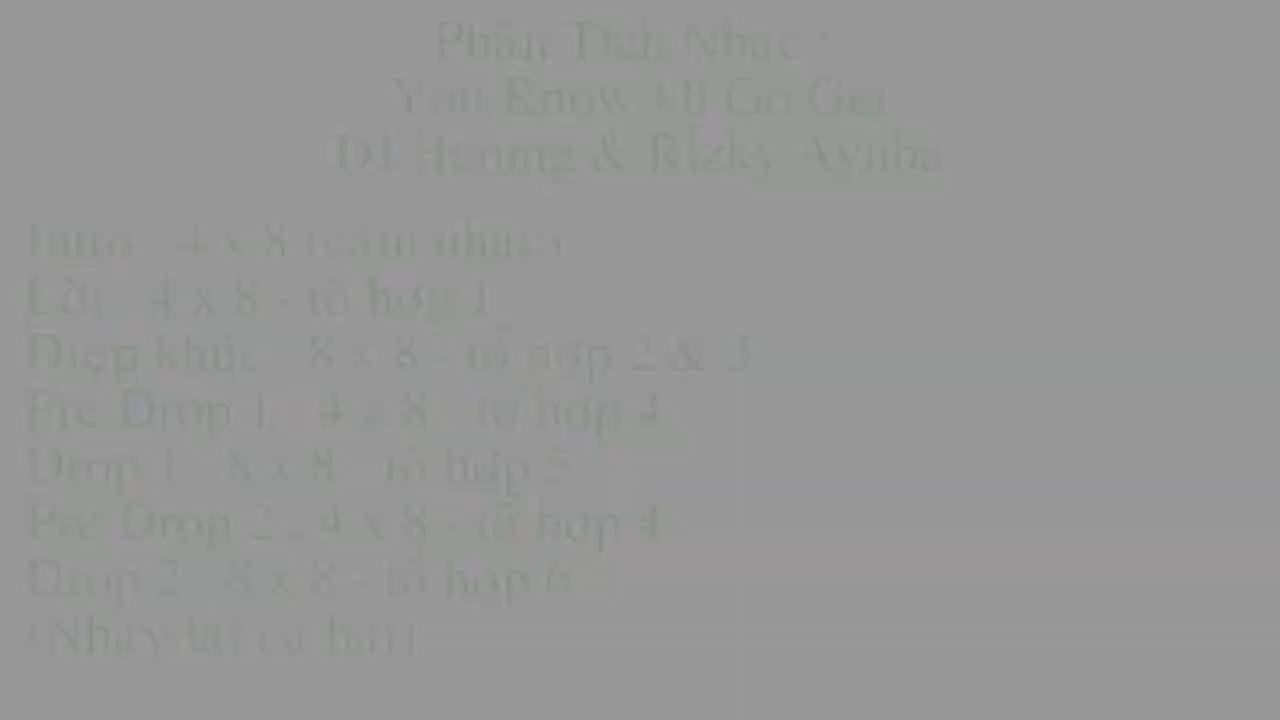 Phân Tích Nhạc :
You Know I'll Go Get
DJ Haning & Rizky Ayuba
Intro : 4 x 8 (cảm nhạc)
Lời : 4 x 8 - tổ hợp 1
Điệp khúc : 8 x 8 - tổ hợp 2 & 3
Pre Drop 1 : 4 x 8 - tổ hợp 4
Drop 1 : 8 x 8 - tổ hợp 5
Pre Drop 2 : 4 x 8 - tổ hợp 4
Drop 2 : 8 x 8 - tổ hợp 6
(Nhảy lại cả bài)